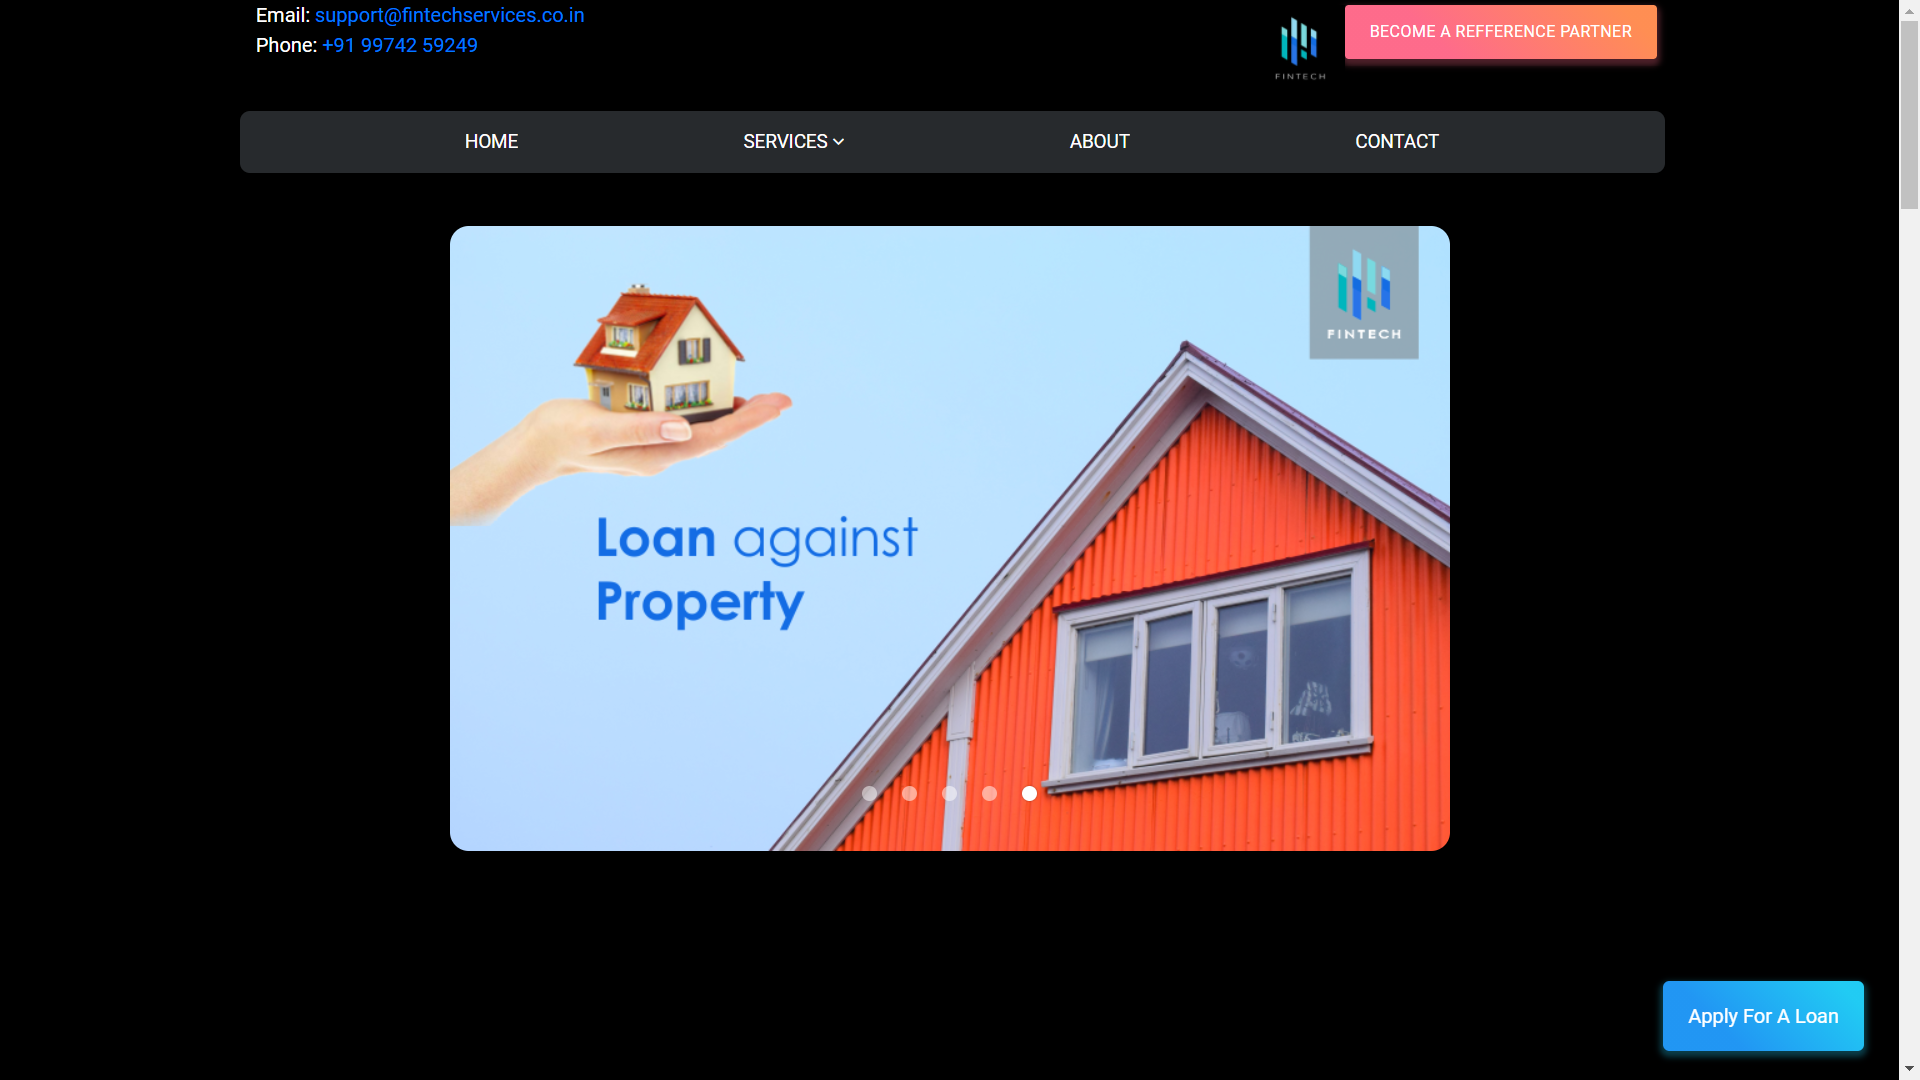 Email: support@fintechservices.co.in
Phone: +91 99742 59249
FINTECH
BECOME A REFFERENCE PARTNER
HOME
SERVICES
ABOUT
CONTACT
FINTECH
Loan against
Property
Apply For A Loan